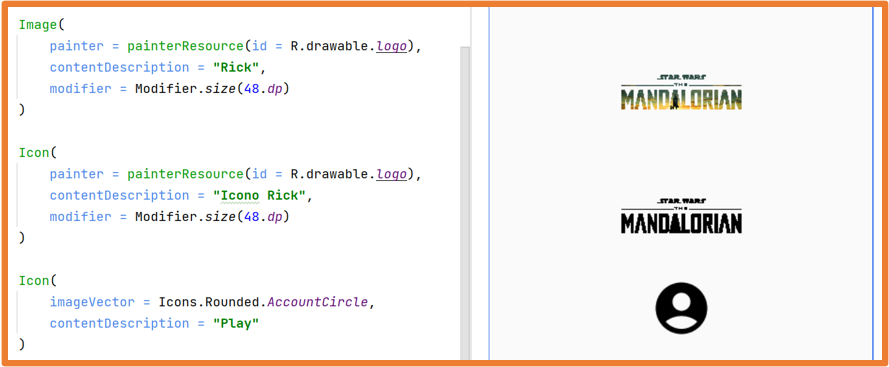 Image(
    painter = painterResource(id = R.drawable.logo),
    contentDescription = "Rick",
    modifier = Modifier.size(48.dp)
)
Icon(
    painter = painterResource(id = R.drawable.logo),
    contentDescription = "Icono Rick",
    modifier = Modifier.size(48.dp)
)
Icon(
    imageVector = Icons.Rounded.AccountCircle,
    contentDescription = "Play"
)
STAR WARS
THE
MANDALORIAN
STAR WARS
THE
MANDALORIAN